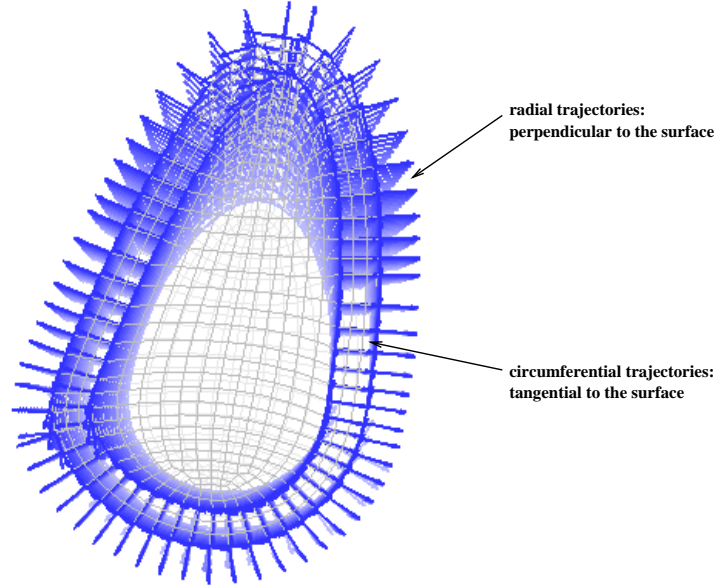 radial trajectories:
perpendicular to the surface
circumferential trajectories:
tangential to the surface